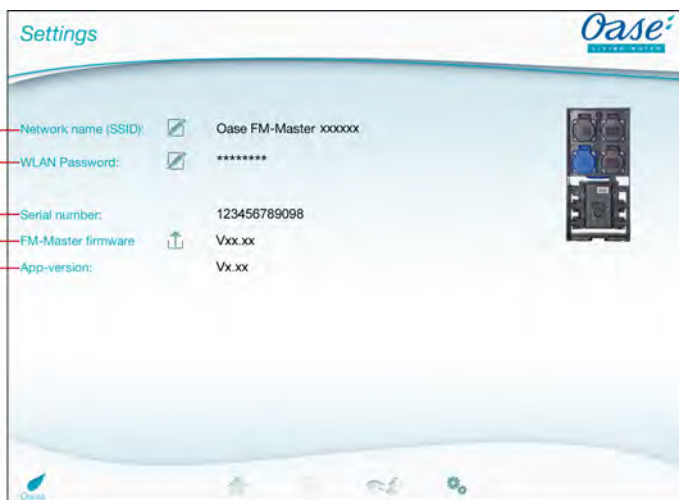 Settings
Oase
LIVING WATER
Network name (SSID): Oase FM-Master xxxxxx
WLAN Password: ********
Serial number: 123456789098
FM-Master firmware Vxx.xx
App-version: Vx.xx
Oase